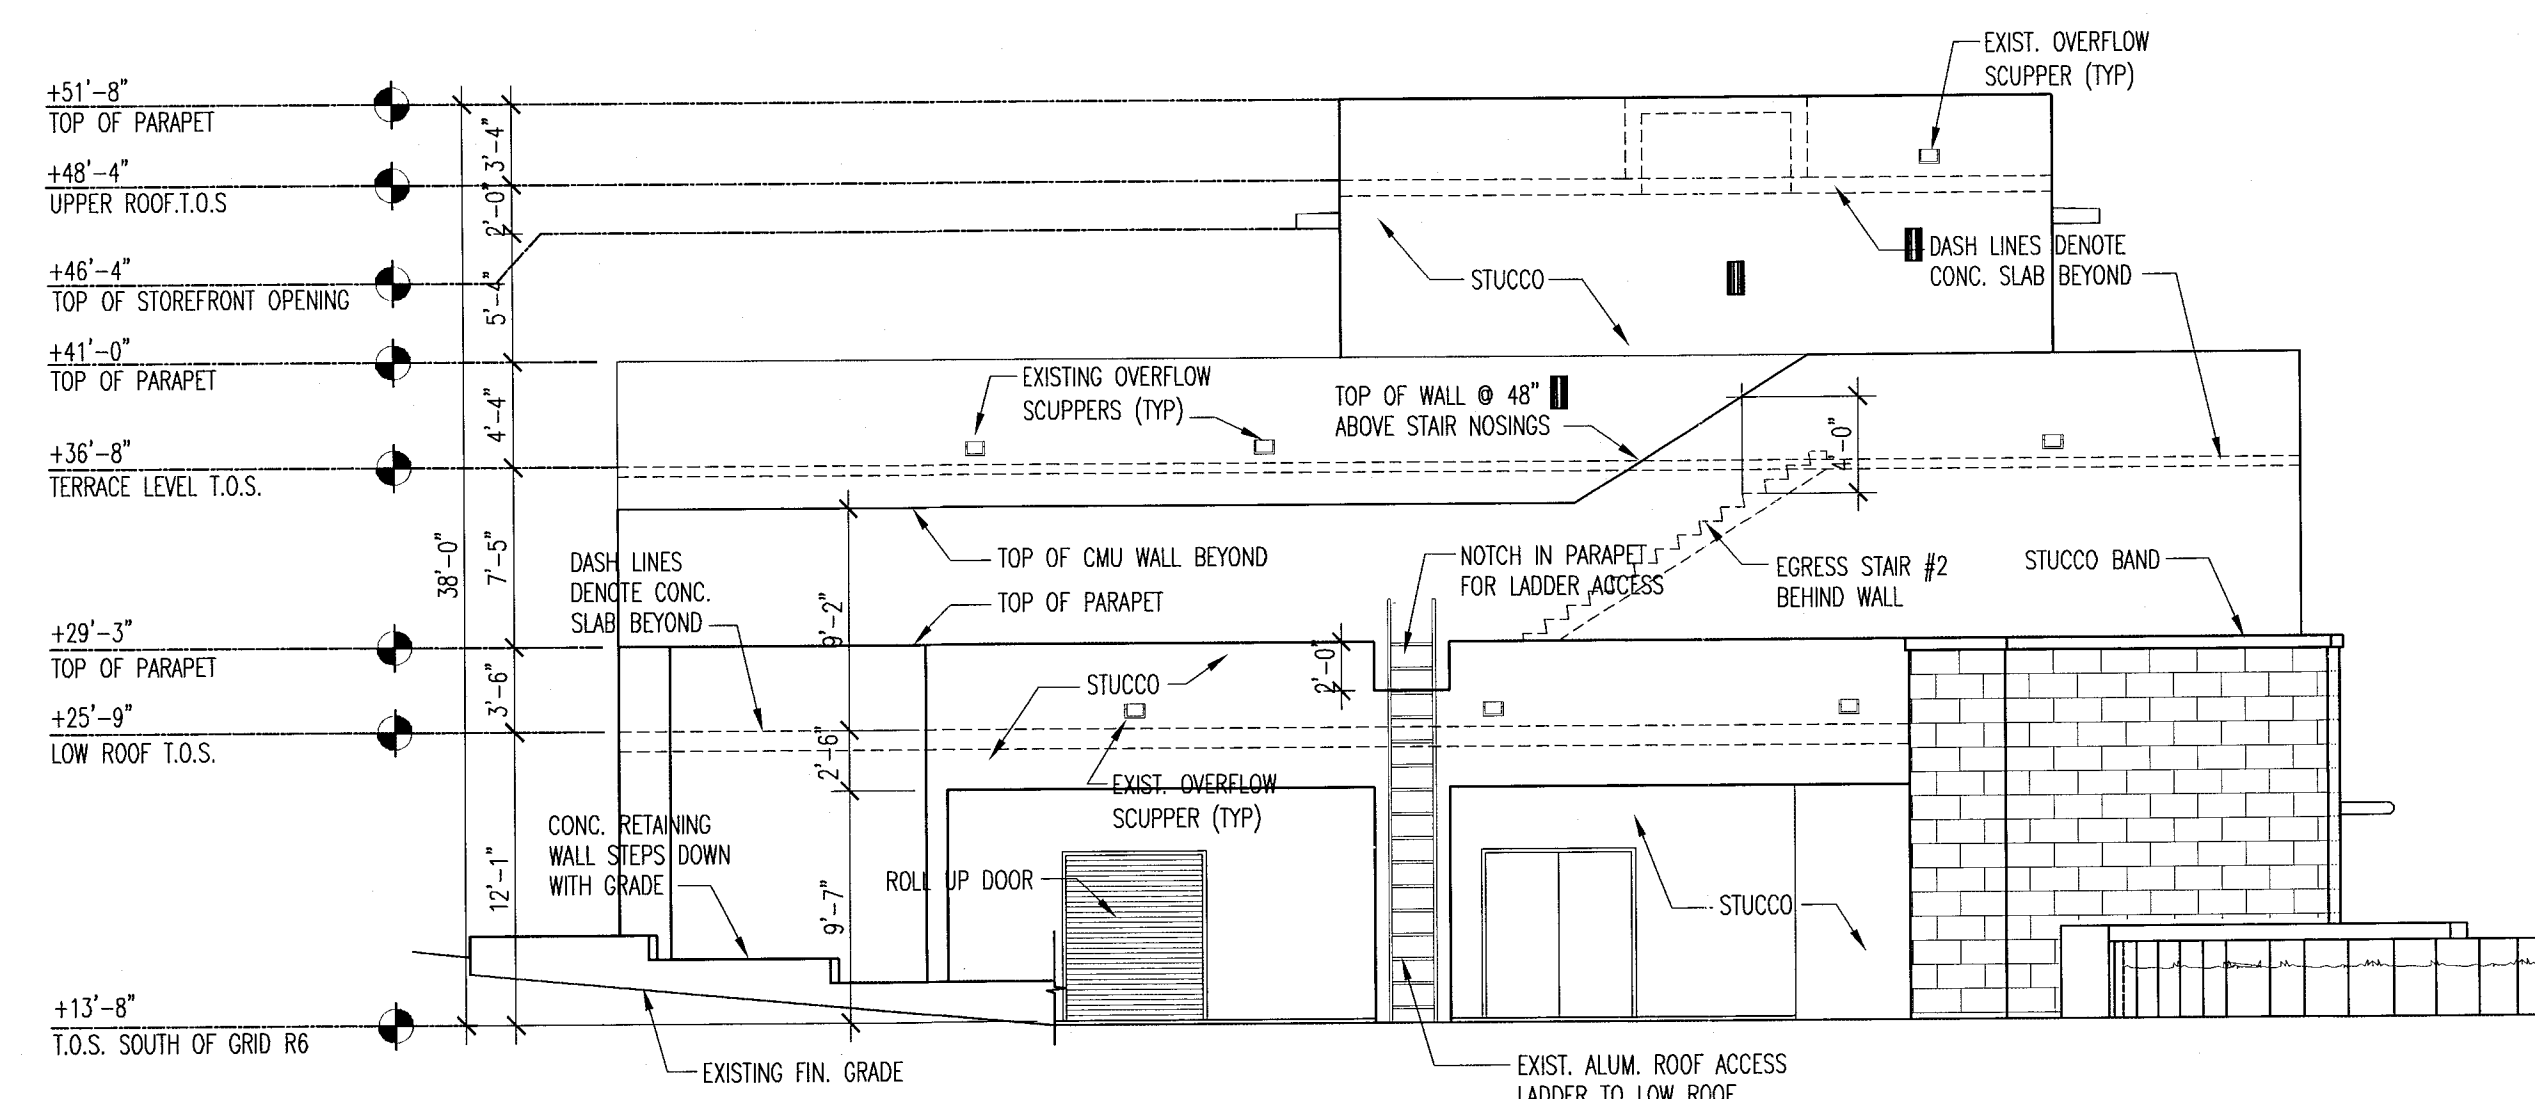 EXIST. OVERFLOW
SCUPPER (TYP)
+51'-8"
TOP OF PARAPET
3'-4"
+48'-4"
UPPER ROOF.T.O.S
2'-0"
DASH LINES DENOTE
CONC. SLAB BEYOND
+46'-4"
TOP OF STOREFRONT OPENING
5'-4"
STUCCO
+41'-0"
TOP OF PARAPET
EXISTING OVERFLOW
SCUPPERS (TYP)
TOP OF WALL @ 48"
ABOVE STAIR NOSINGS
4'-4"
4'-0"
+36'-8"
TERRACE LEVEL T.O.S.
38'-0"
7'-5"
DASH LINES
DENOTE CONC.
SLAB BEYOND
TOP OF CMU WALL BEYOND
TOP OF PARAPET
9'-2"
NOTCH IN PARAPET
FOR LADDER ACCESS
EGRESS STAIR #2
BEHIND WALL
STUCCO BAND
+29'-3"
TOP OF PARAPET
3'-6"
STUCCO
2'-0"
+25'-9"
LOW ROOF T.O.S.
2'-6"
EXIST. OVERFLOW
SCUPPER (TYP)
CONC. RETAINING
WALL STEPS DOWN
WITH GRADE
12'-1"
9'-7"
ROLL UP DOOR
STUCCO
+13'-8"
T.O.S. SOUTH OF GRID R6
EXISTING FIN. GRADE
EXIST. ALUM. ROOF ACCESS
LADDER TO LOW ROOF